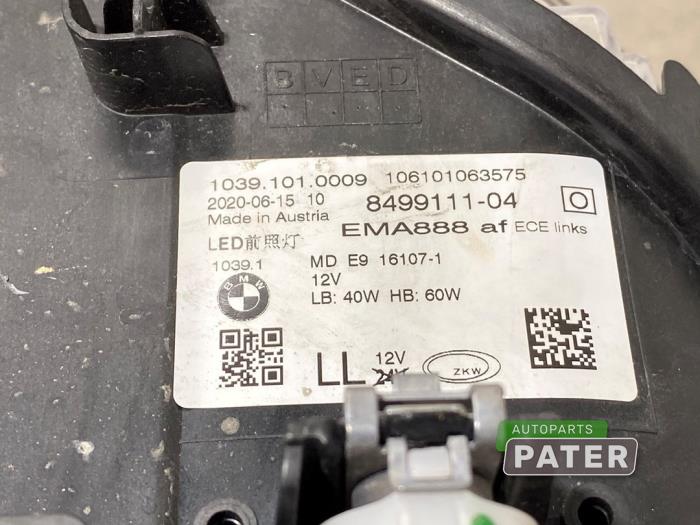 BVED
1039.101.0009 106101063575
2020-06-15 10 8499111-04
Made in Austria EMA888 af ECE links
LED前照灯
1039.1 MD E9 16107-1
12V
BMW LB: 40W HB: 60W
LL 12V
24V
ZKW
AUTOPARTS
PATER